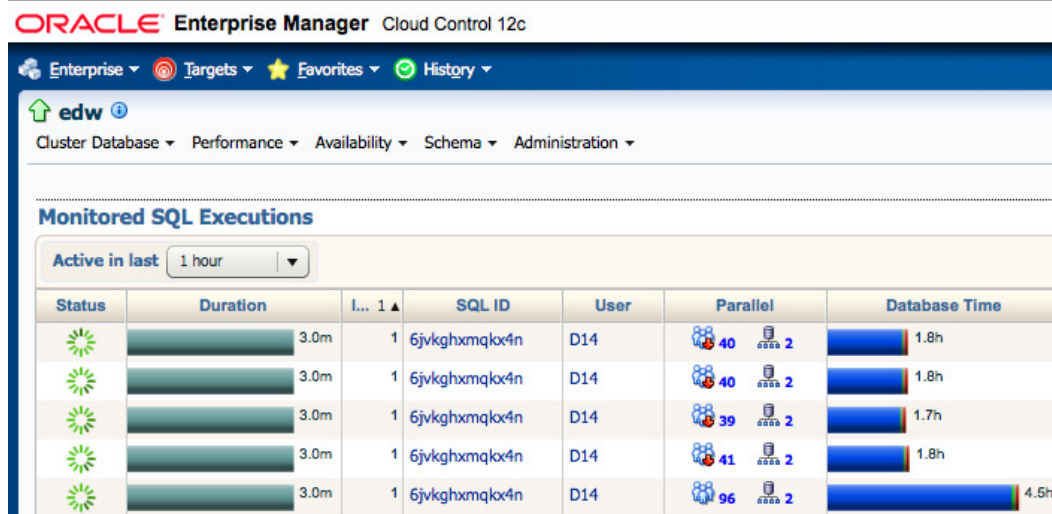 ORACLE Enterprise Manager Cloud Control 12c
Enterprise Targets Favorites History
edw
Cluster Database Performance Availability Schema Administration
Monitored SQL Executions
Active in last 1 hour
Status Duration I... 1 SQL ID User Parallel Database Time
3.0m 1 6jvkghxmqkx4n D14 40 2 1.8h
3.0m 1 6jvkghxmqkx4n D14 40 2 1.8h
3.0m 1 6jvkghxmqkx4n D14 39 2 1.7h
3.0m 1 6jvkghxmqkx4n D14 41 2 1.8h
3.0m 1 6jvkghxmqkx4n D14 96 2 4.5h